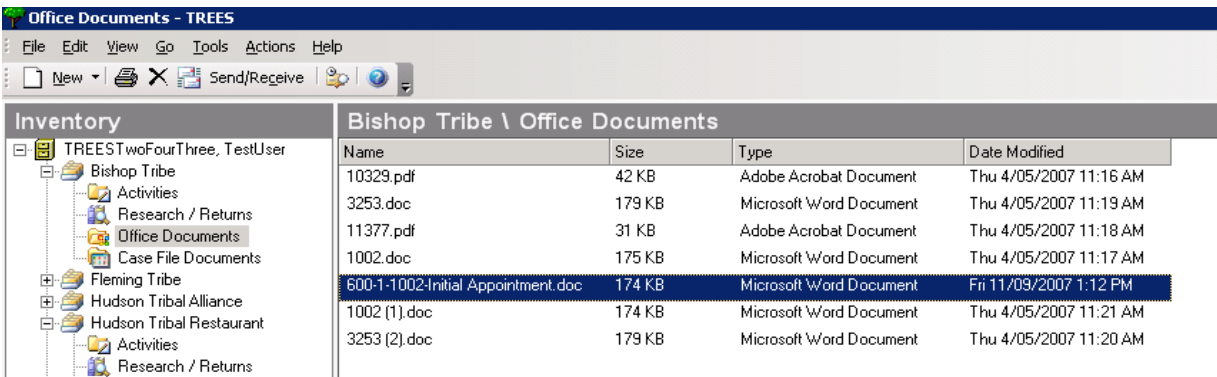 Office Documents - TREES
File Edit View Go Tools Actions Help
New Send/Receive
Inventory
TREESTwoFourThree, TestUser
Bishop Tribe
Activities
Research / Returns
Office Documents
Case File Documents
Fleming Tribe
Hudson Tribal Alliance
Hudson Tribal Restaurant
Activities
Research / Returns
Bishop Tribe \ Office Documents
Name Size Type Date Modified
10329.pdf 42 KB Adobe Acrobat Document Thu 4/05/2007 11:16 AM
3253.doc 179 KB Microsoft Word Document Thu 4/05/2007 11:19 AM
11377.pdf 31 KB Adobe Acrobat Document Thu 4/05/2007 11:18 AM
1002.doc 175 KB Microsoft Word Document Thu 4/05/2007 11:17 AM
600-1-1002-Initial Appointment.doc 174 KB Microsoft Word Document Fri 11/09/2007 1:12 PM
1002 (1).doc 174 KB Microsoft Word Document Thu 4/05/2007 11:21 AM
3253 (2).doc 179 KB Microsoft Word Document Thu 4/05/2007 11:20 AM